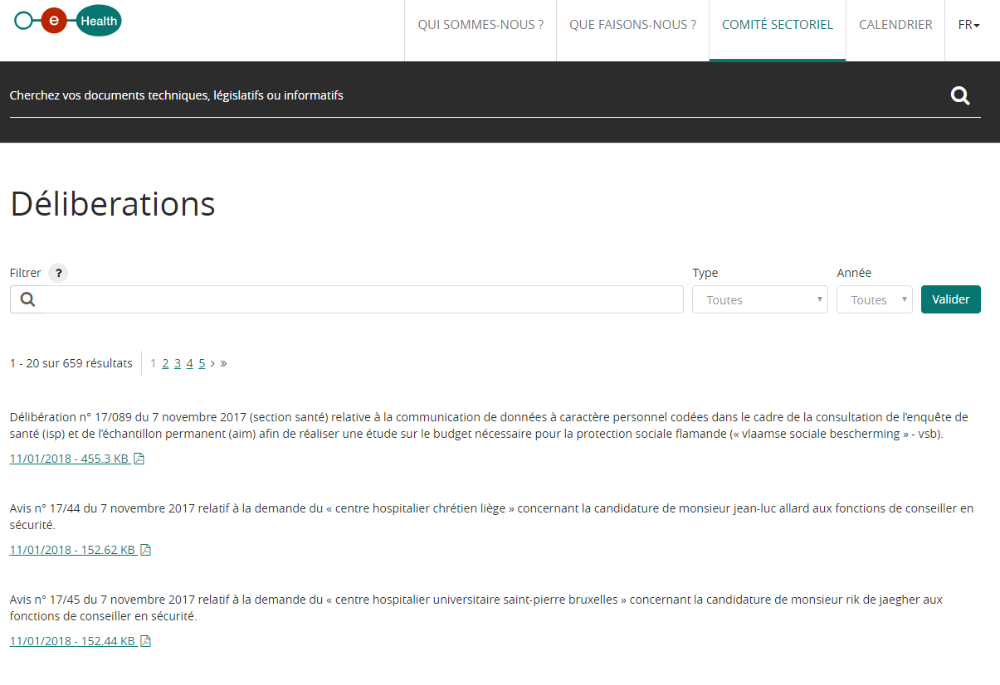 e Health
QUI SOMMES-NOUS ?
QUE FAISONS-NOUS ?
COMITÉ SECTORIEL
CALENDRIER
FR
Cherchez vos documents techniques, législatifs ou informatifs
Déliberations
Filtrer ?
Type
Année
Toutes
Toutes
Valider
1 - 20 sur 659 résultats
1 2 3 4 5 › »
Délibération n° 17/089 du 7 novembre 2017 (section santé) relative à la communication de données à caractère personnel codées dans le cadre de la consultation de l’enquête de
santé (isp) et de l’échantillon permanent (aim) afin de réaliser une étude sur le budget nécessaire pour la protection sociale flamande (« vlaamse sociale bescherming » - vsb).
11/01/2018 - 455.3 KB
Avis n° 17/44 du 7 novembre 2017 relatif à la demande du « centre hospitalier chrétien liège » concernant la candidature de monsieur jean-luc allard aux fonctions de conseiller en
sécurité.
11/01/2018 - 152.62 KB
Avis n° 17/45 du 7 novembre 2017 relatif à la demande du « centre hospitalier universitaire saint-pierre bruxelles » concernant la candidature de monsieur rik de jaegher aux
fonctions de conseiller en sécurité.
11/01/2018 - 152.44 KB